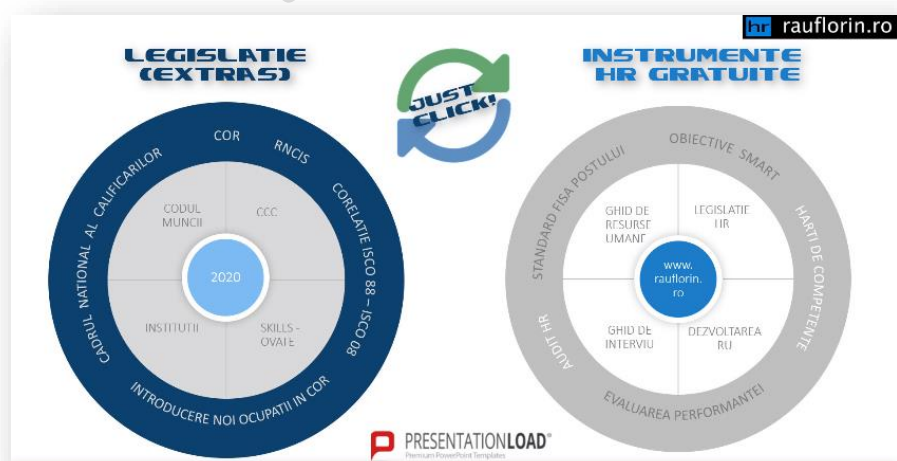 hr rauflorin.ro
LEGISLATIE
(EXTRAS)
JUST
CLICK!
INSTRUMENTE
HR GRATUITE
CADRUL NATIONAL AL CALIFICARILOR
COR
RNCIS
CORELATIE ISCO 88 – ISCO 08
INTRODUCERE NOI OCUPATII IN COR
CODUL
MUNCII
CCC
2020
INSTITUTII
SKILLS -
OVATE
STANDARD FISA POSTULUI
OBIECTIVE SMART
HARTI DE COMPETENTE
EVALUAREA PERFORMANTEI
AUDIT HR
GHID DE
RESURSE
UMANE
LEGISLATIE
HR
www.
rauflorin.
ro
GHID DE
INTERVIU
DEZVOLTAREA
RU
PRESENTATIONLOAD®
Premium PowerPoint Templates